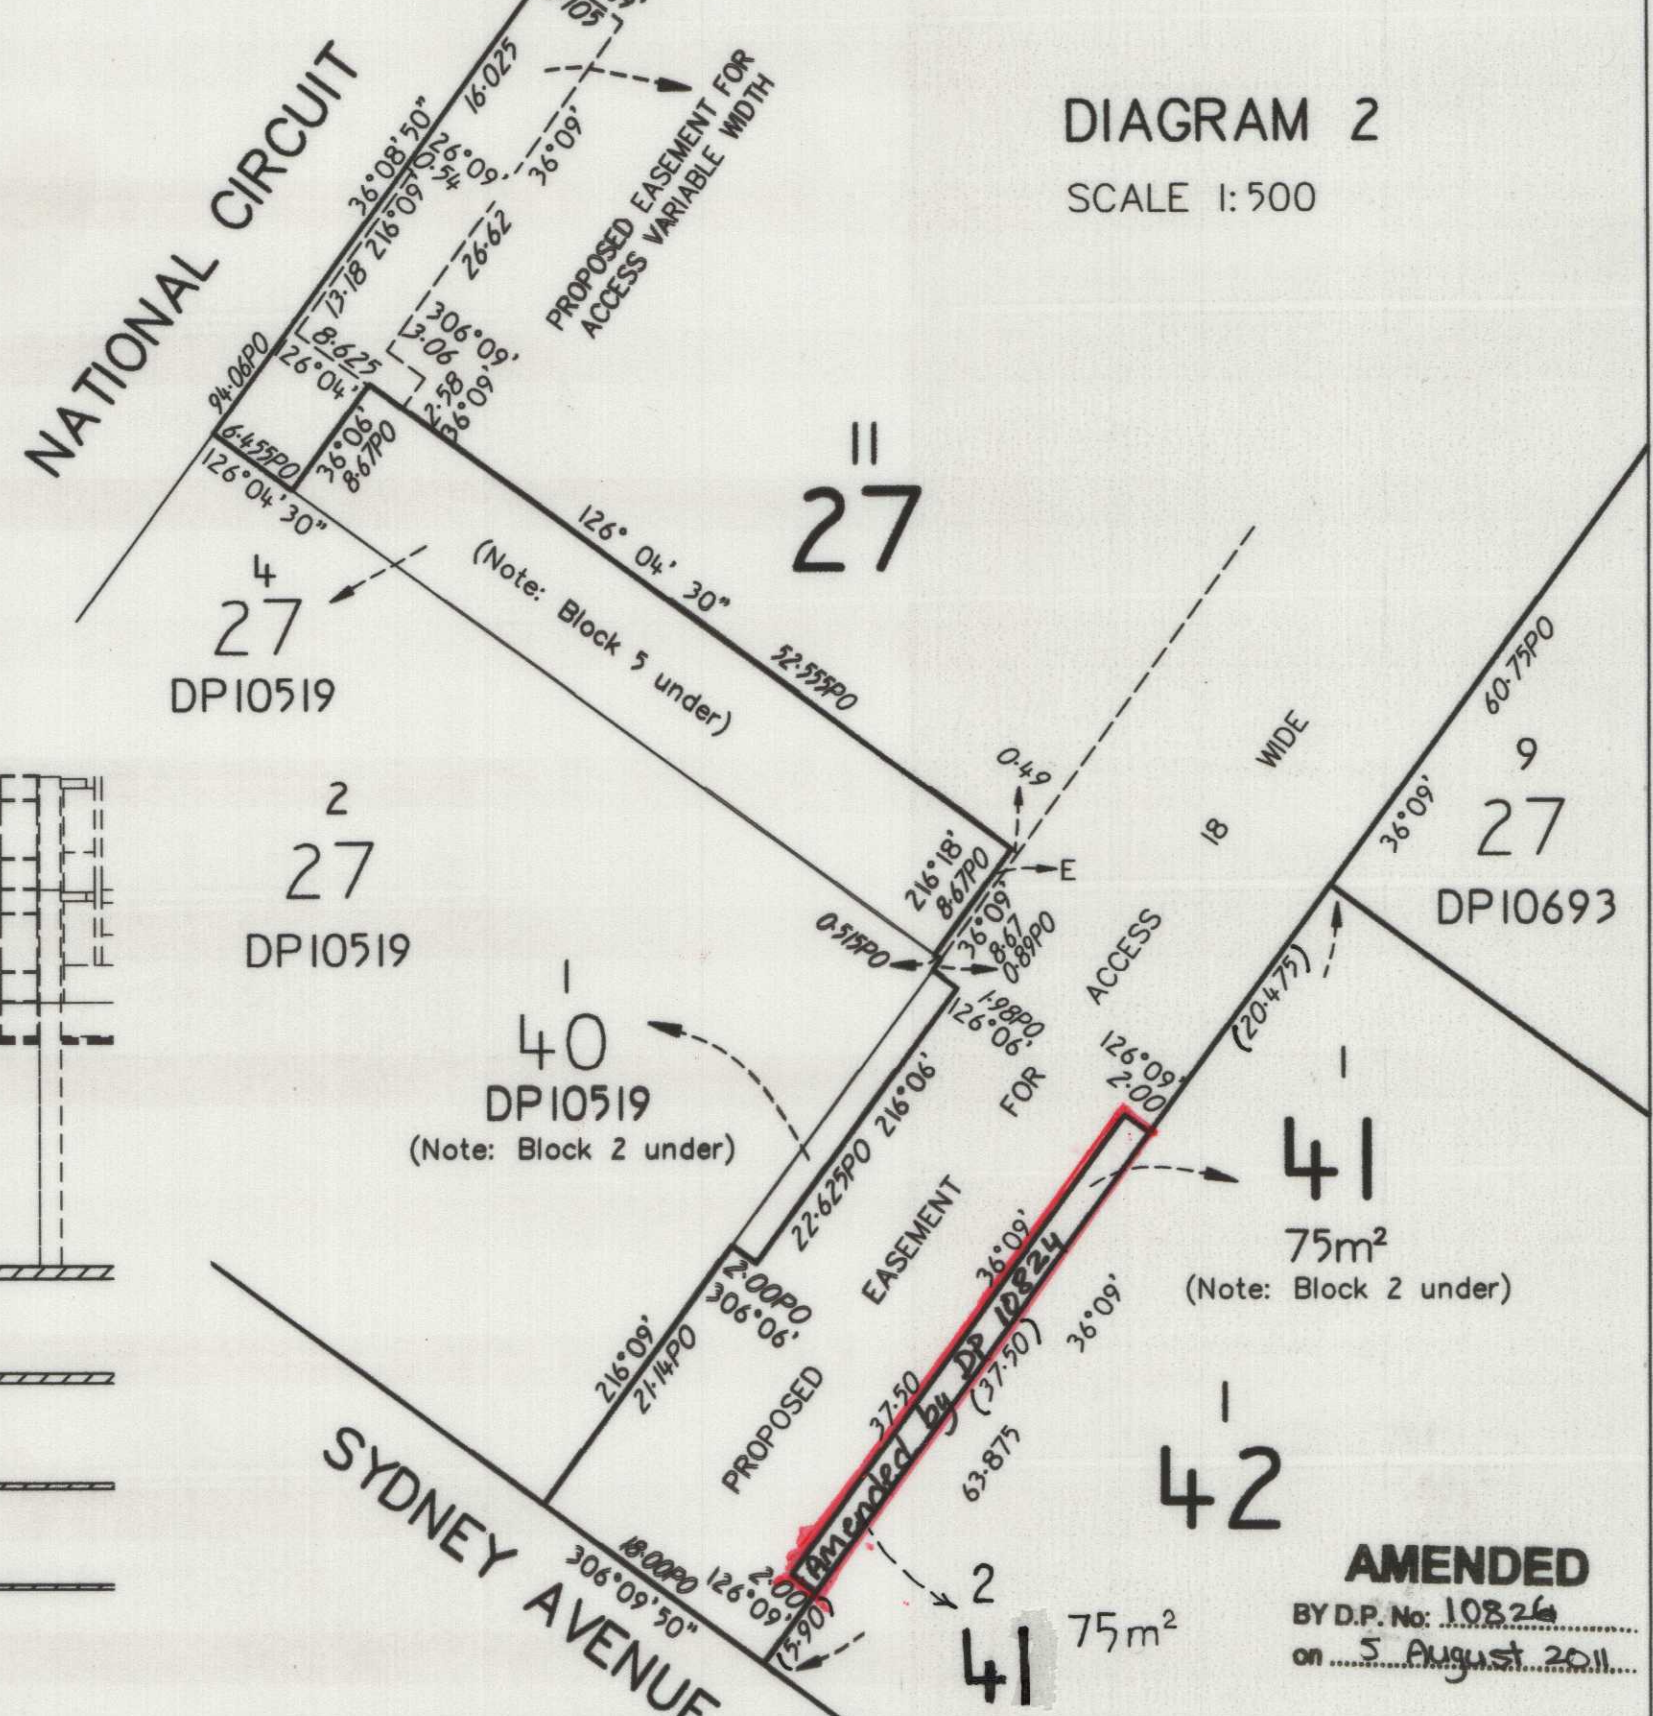 NATIONAL CIRCUIT
105
16·025
36°08'50"
26°09'
0·54
216°09'
13·18
36°09'
26·62
PROPOSED EASEMENT FOR
ACCESS VARIABLE WIDTH
DIAGRAM 2
SCALE 1:500
94·06PO
8·625
126°04'
306°09'
3·06
2·58
36°09'
6·455PO
126°04'30"
36°06'
8·67PO
11
27
126° 04' 30"
52·555PO
(Note: Block 5 under)
4
27
DP10519
2
27
DP10519
0·49
E
216°18'
8·67PO
36°09'
8·67
0·89PO
0·515PO
1·98PO
126°06'
60·75PO
36°09'
9
27
DP10693
(20·475)
PROPOSED EASEMENT FOR ACCESS 18 WIDE
1
40
DP10519
(Note: Block 2 under)
216°06'
22·625PO
126°09'
2·00
1
41
75m²
(Note: Block 2 under)
2·00PO
306°06'
216°09'
21·14PO
36°09'
37·50
Amended by DP 10824
(37·50)
36°09'
63·875
1
42
SYDNEY AVENUE
18·00PO
306°09'50"
2·00
126°09'
(5·90)
2
41
75m²
AMENDED
BY D.P. No: 10824
on 5 August 2011